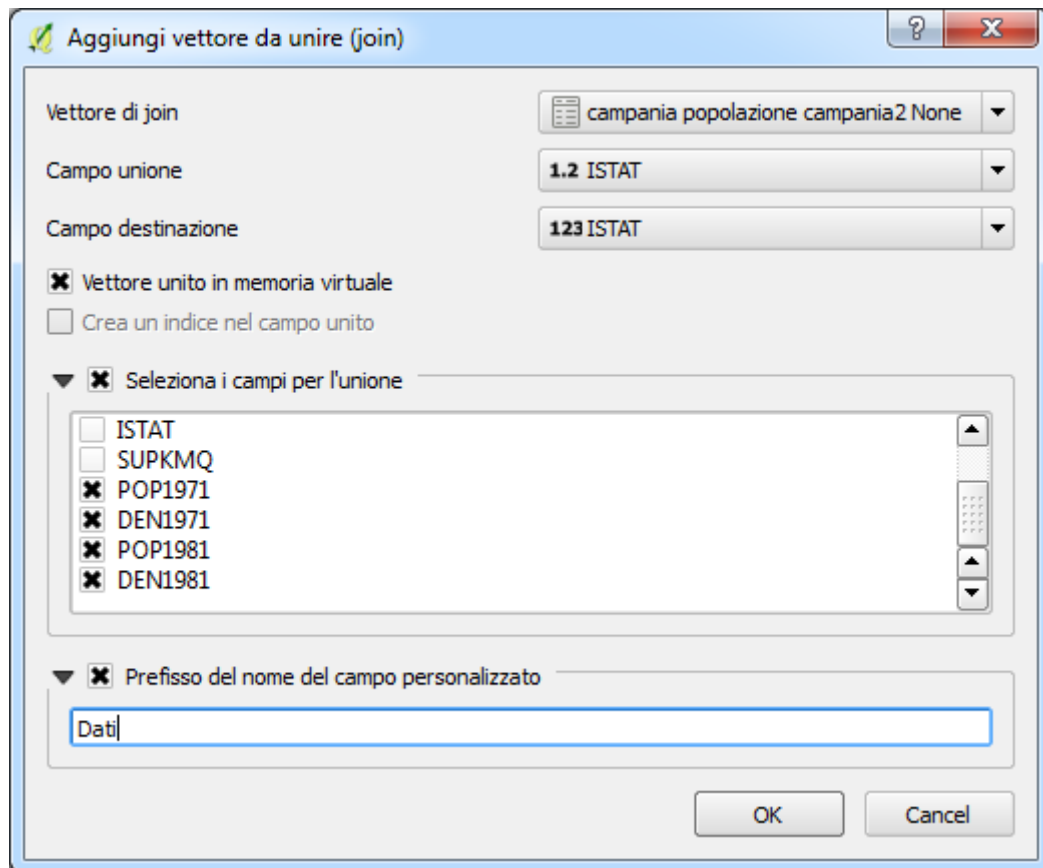 Aggiungi vettore da unire (join)
Vettore di join
campania popolazione campania2 None
Campo unione
1.2 ISTAT
Campo destinazione
123 ISTAT
Vettore unito in memoria virtuale
Crea un indice nel campo unito
Seleziona i campi per l'unione
ISTAT
SUPKMQ
POP1971
DEN1971
POP1981
DEN1981
Prefisso del nome del campo personalizzato
Dati
OK
Cancel